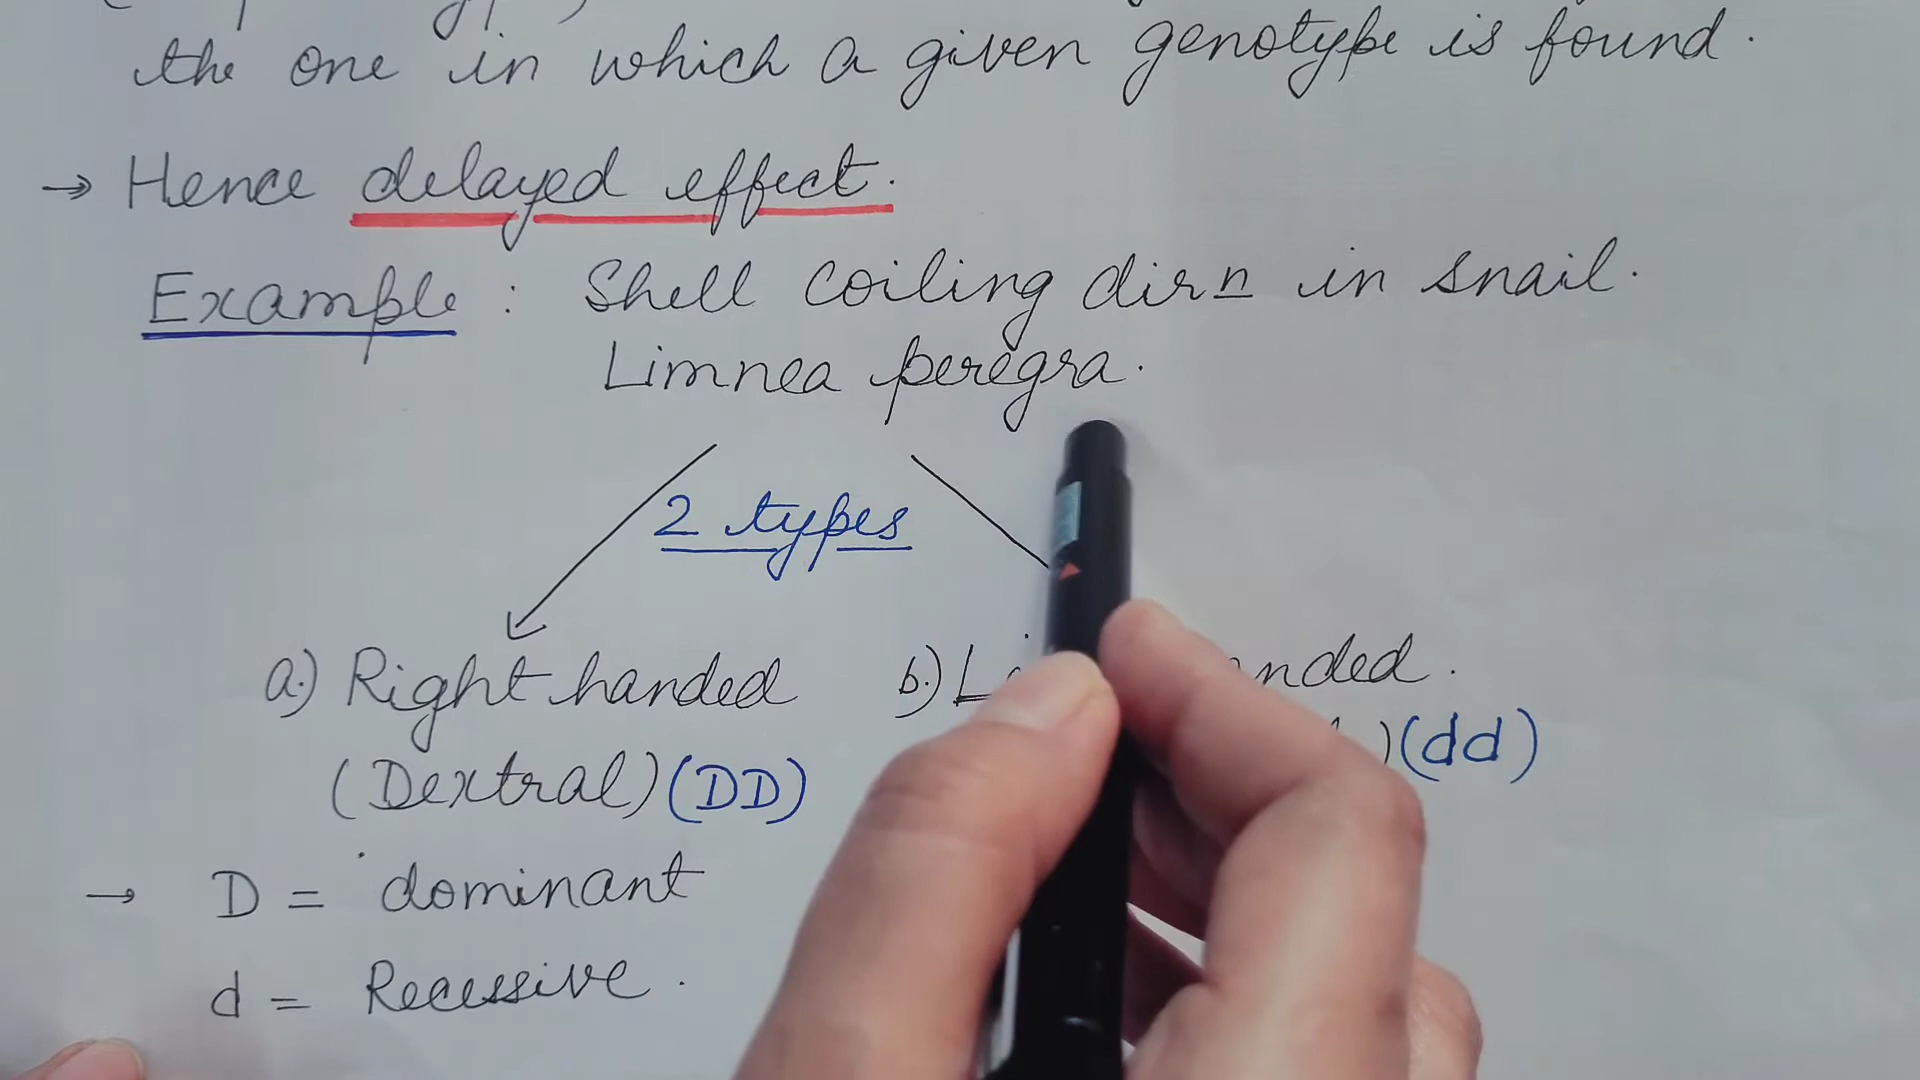 the one in which a given genotype is found.
→ Hence delayed effect.
Example : Shell coiling dirn in snail.
Limnea peregra.
2 types
a.) Right handed b.)
(Dextral) (DD) (dd)
→ D = dominant
d = Recessive.